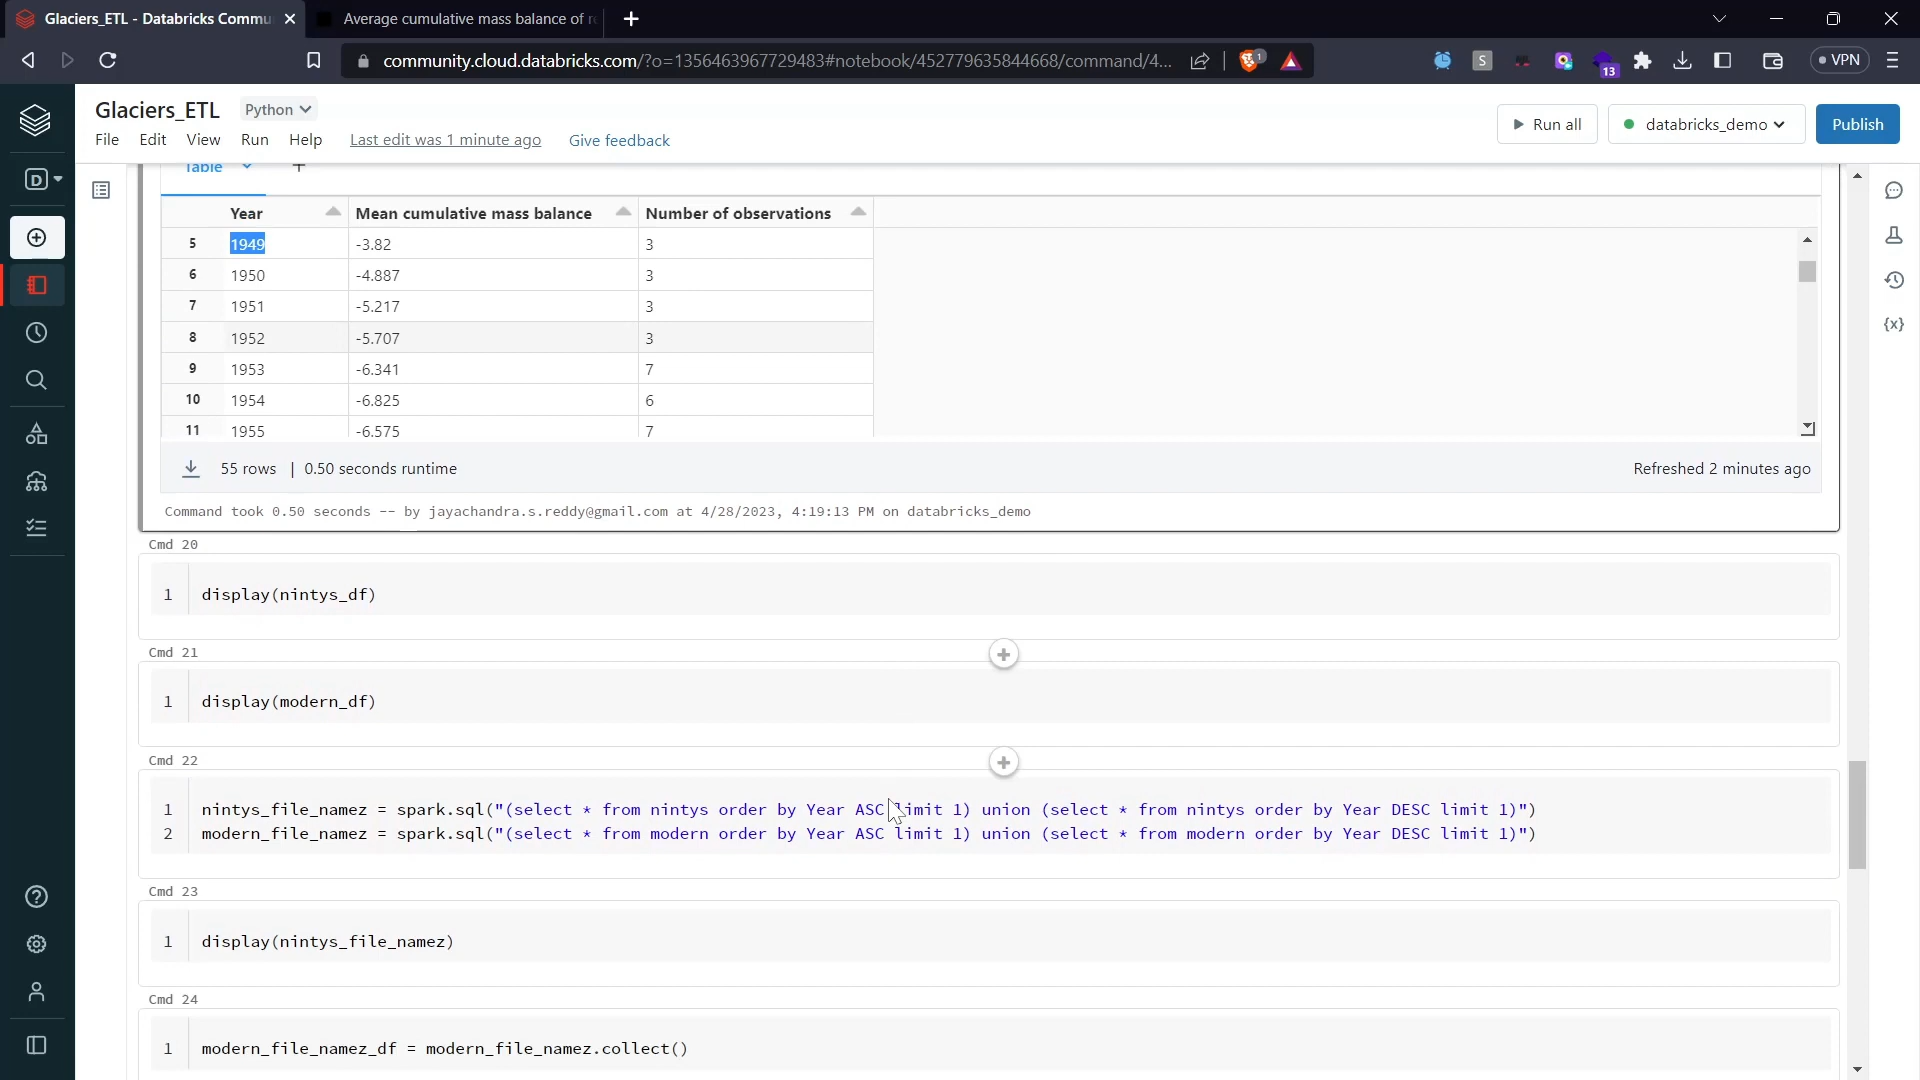 Glaciers_ETL - Databricks Commu
Average cumulative mass balance of r
community.cloud.databricks.com/?o=1356463967729483#notebook/452779635844668/command/4...
1
S
13
VPN
Glaciers_ETL
Python
File Edit View Run Help Last edit was 1 minute ago Give feedback
Run all
databricks_demo
Publish
D
Table +
Year Mean cumulative mass balance Number of observations
5 1949 -3.82 3
6 1950 -4.887 3
7 1951 -5.217 3
8 1952 -5.707 3
9 1953 -6.341 7
10 1954 -6.825 6
11 1955 -6.575 7
55 rows | 0.50 seconds runtime
Refreshed 2 minutes ago
Command took 0.50 seconds -- by jayachandra.s.reddy@gmail.com at 4/28/2023, 4:19:13 PM on databricks_demo
Cmd 20
1 display(nintys_df)
Cmd 21
1 display(modern_df)
Cmd 22
1 nintys_file_namez = spark.sql("(select * from nintys order by Year ASC limit 1) union (select * from nintys order by Year DESC limit 1)")
2 modern_file_namez = spark.sql("(select * from modern order by Year ASC limit 1) union (select * from modern order by Year DESC limit 1)")
Cmd 23
1 display(nintys_file_namez)
Cmd 24
1 modern_file_namez_df = modern_file_namez.collect()